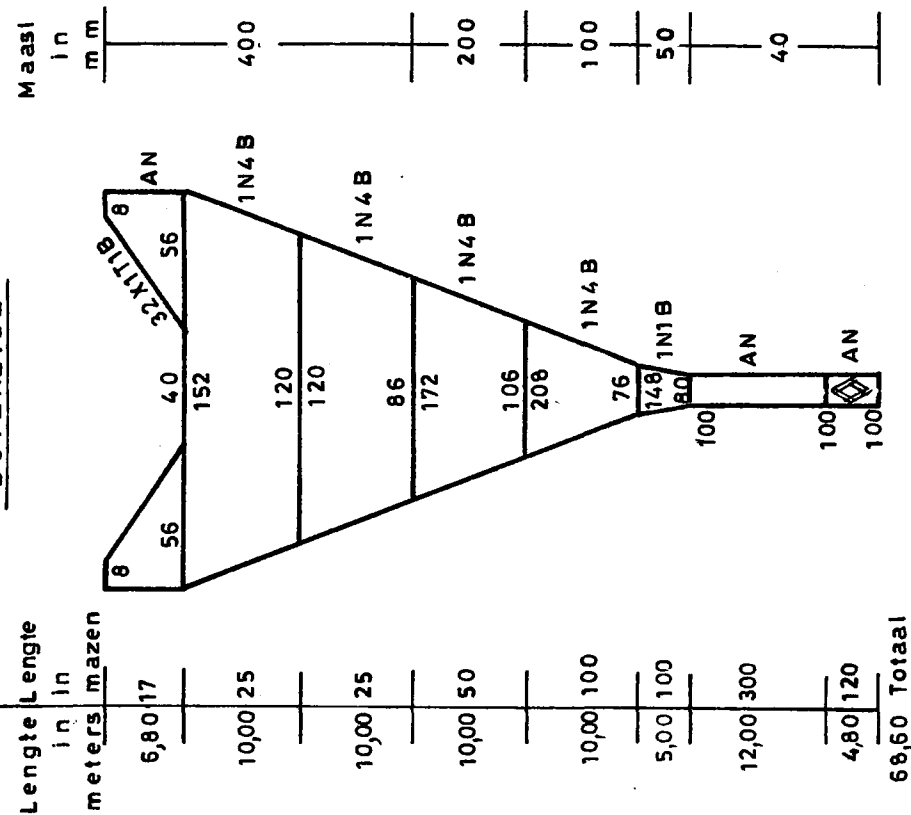 Lengte Lengte
in in
meters mazen
Maasl
in
mm
8
8
AN
32X1T1B
56
40
56
6,80 17
400
152
1N4B
10,00 25
120
120
1N4B
10,00 25
86
172
1N4B
10,00 50
200
106
208
1N4B
10,00 100
100
76
148
1N1B
5,00 100
50
80
100
AN
12,00 300
40
100
AN
4,80 120
100
68,60 Totaal